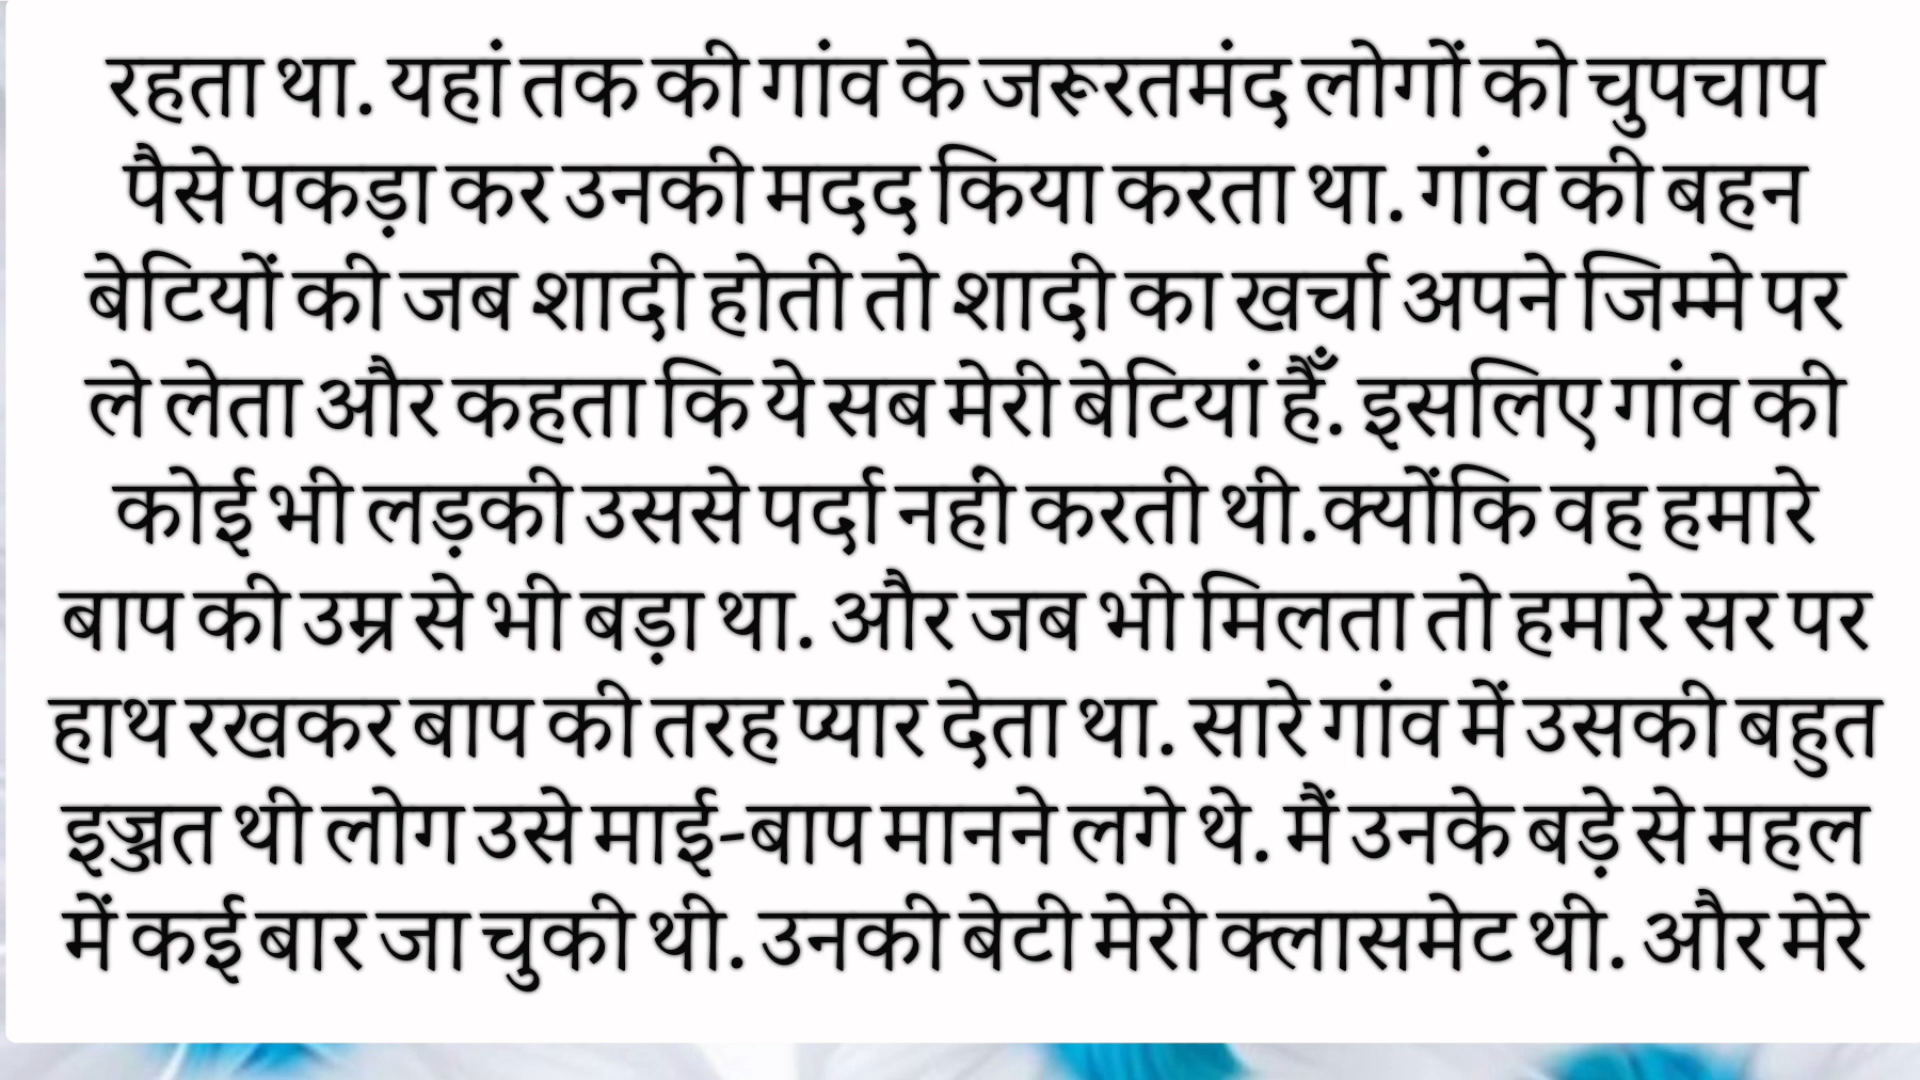 रहता था. यहां तक की गांव के जरूरतमंद लोगों को चुपचाप
पैसे पकड़ा कर उनकी मदद किया करता था. गांव की बहन
बेटियों की जब शादी होती तो शादी का खर्चा अपने जिम्मे पर
ले लेता और कहता कि ये सब मेरी बेटियां हैँ. इसलिए गांव की
कोई भी लड़की उससे पर्दा नहीं करती थी.क्योंकि वह हमारे
बाप की उम्र से भी बड़ा था. और जब भी मिलता तो हमारे सर पर
हाथ रखकर बाप की तरह प्यार देता था. सारे गांव में उसकी बहुत
इज्जत थी लोग उसे माई-बाप मानने लगे थे. मैं उनके बड़े से महल
में कई बार जा चुकी थी. उनकी बेटी मेरी क्लासमेट थी. और मेरे